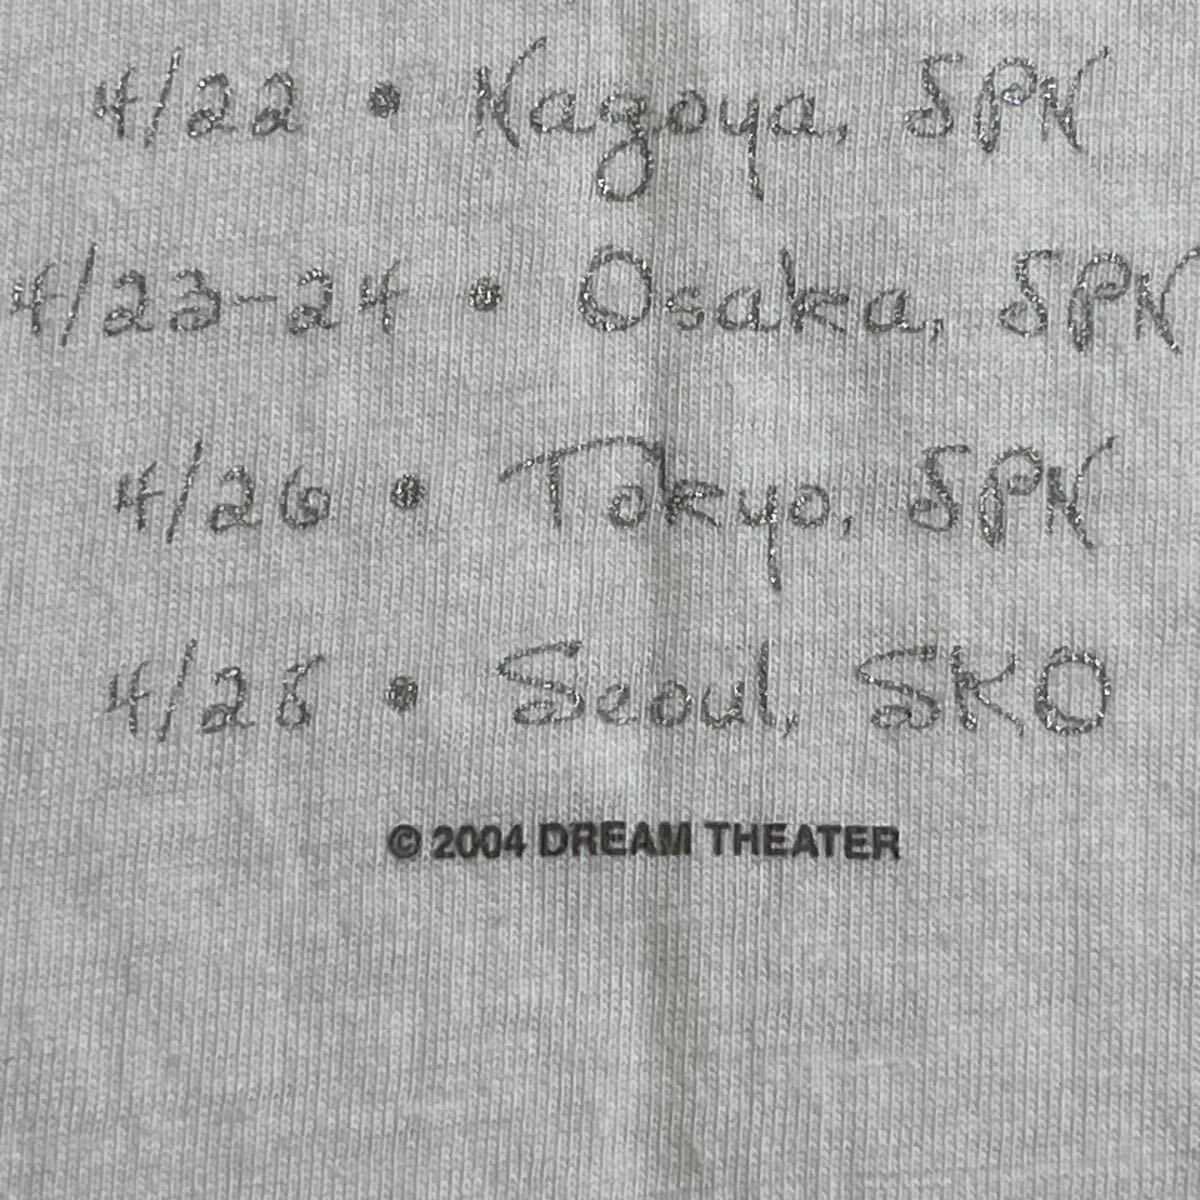 4/22 • Nagoya, JPN
4/23-24 • Osaka, JPN
4/26 • Tokyo, JPN
4/28 • Seoul, SKO
© 2004 DREAM THEATER